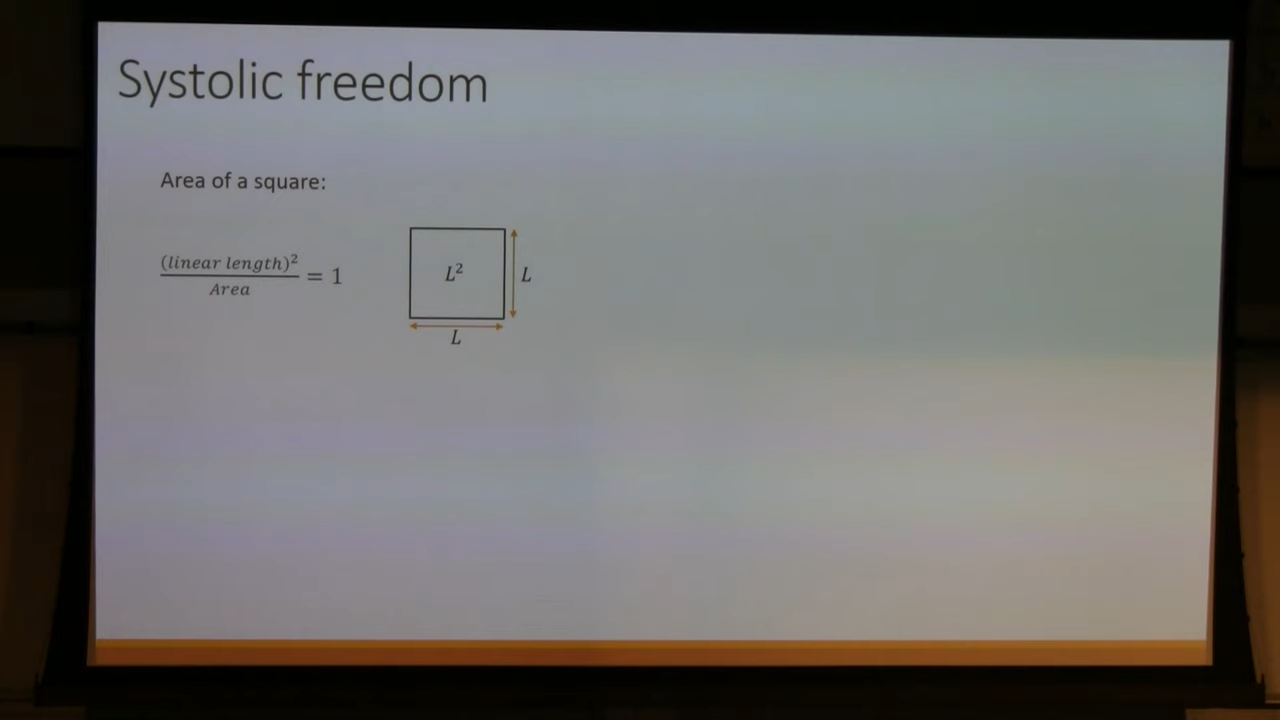 Systolic freedom
Area of a square:
(linear length)²
Area
= 1
L²
L
L